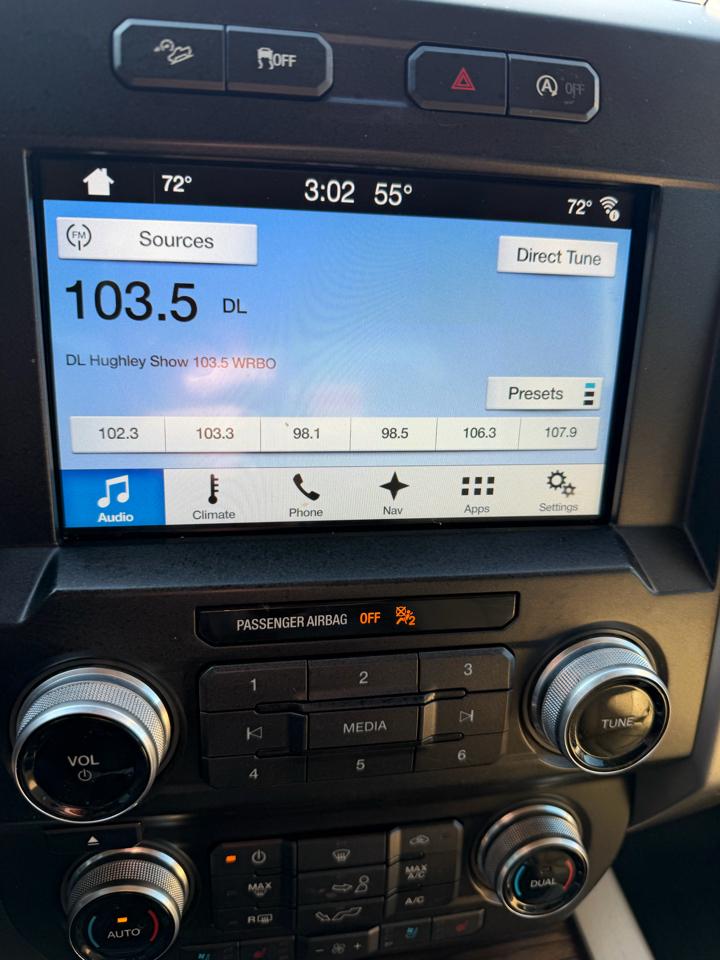 OFF
A OFF
72° 3:02 55° 72°
FM Sources
Direct Tune
103.5 DL
DL Hughley Show 103.5 WRBO
Presets
102.3 103.3 98.1 98.5 106.3 107.9
Audio Climate Phone Nav Apps Settings
PASSENGER AIRBAG OFF 2
1 2 3
VOL MEDIA TUNE
4 5 6
MAX
MAX A/C
R A/C
AUTO DUAL
- +